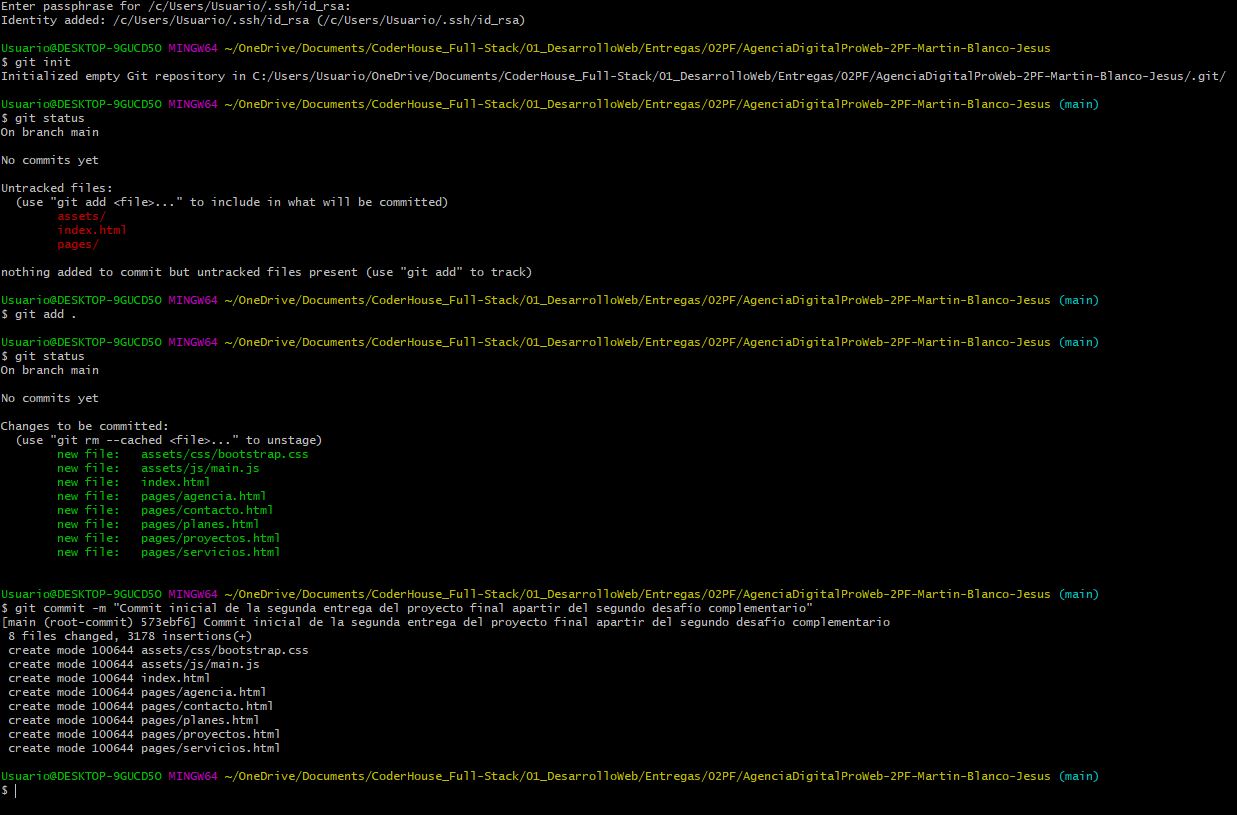 Enter passphrase for /c/Users/Usuario/.ssh/id_rsa:
Identity added: /c/Users/Usuario/.ssh/id_rsa (/c/Users/Usuario/.ssh/id_rsa)
Usuario@DESKTOP-9GUCD5O MINGW64 ~/OneDrive/Documents/CoderHouse_Full-Stack/01_DesarrolloWeb/Entregas/02PF/AgenciaDigitalProWeb-2PF-Martin-Blanco-Jesus
$ git init
Initialized empty Git repository in C:/Users/Usuario/OneDrive/Documents/CoderHouse_Full-Stack/01_DesarrolloWeb/Entregas/02PF/AgenciaDigitalProWeb-2PF-Martin-Blanco-Jesus/.git/
Usuario@DESKTOP-9GUCD5O MINGW64 ~/OneDrive/Documents/CoderHouse_Full-Stack/01_DesarrolloWeb/Entregas/02PF/AgenciaDigitalProWeb-2PF-Martin-Blanco-Jesus (main)
$ git status
On branch main
No commits yet
Untracked files:
(use "git add <file>..." to include in what will be committed)
assets/
index.html
pages/
nothing added to commit but untracked files present (use "git add" to track)
Usuario@DESKTOP-9GUCD5O MINGW64 ~/OneDrive/Documents/CoderHouse_Full-Stack/01_DesarrolloWeb/Entregas/02PF/AgenciaDigitalProWeb-2PF-Martin-Blanco-Jesus (main)
$ git add .
Usuario@DESKTOP-9GUCD5O MINGW64 ~/OneDrive/Documents/CoderHouse_Full-Stack/01_DesarrolloWeb/Entregas/02PF/AgenciaDigitalProWeb-2PF-Martin-Blanco-Jesus (main)
$ git status
On branch main
No commits yet
Changes to be committed:
(use "git rm --cached <file>..." to unstage)
new file:   assets/css/bootstrap.css
new file:   assets/js/main.js
new file:   index.html
new file:   pages/agencia.html
new file:   pages/contacto.html
new file:   pages/planes.html
new file:   pages/proyectos.html
new file:   pages/servicios.html
Usuario@DESKTOP-9GUCD5O MINGW64 ~/OneDrive/Documents/CoderHouse_Full-Stack/01_DesarrolloWeb/Entregas/02PF/AgenciaDigitalProWeb-2PF-Martin-Blanco-Jesus (main)
$ git commit -m "Commit inicial de la segunda entrega del proyecto final apartir del segundo desafío complementario"
[main (root-commit) 573ebf6] Commit inicial de la segunda entrega del proyecto final apartir del segundo desafío complementario
8 files changed, 3178 insertions(+)
create mode 100644 assets/css/bootstrap.css
create mode 100644 assets/js/main.js
create mode 100644 index.html
create mode 100644 pages/agencia.html
create mode 100644 pages/contacto.html
create mode 100644 pages/planes.html
create mode 100644 pages/proyectos.html
create mode 100644 pages/servicios.html
Usuario@DESKTOP-9GUCD5O MINGW64 ~/OneDrive/Documents/CoderHouse_Full-Stack/01_DesarrolloWeb/Entregas/02PF/AgenciaDigitalProWeb-2PF-Martin-Blanco-Jesus (main)
$